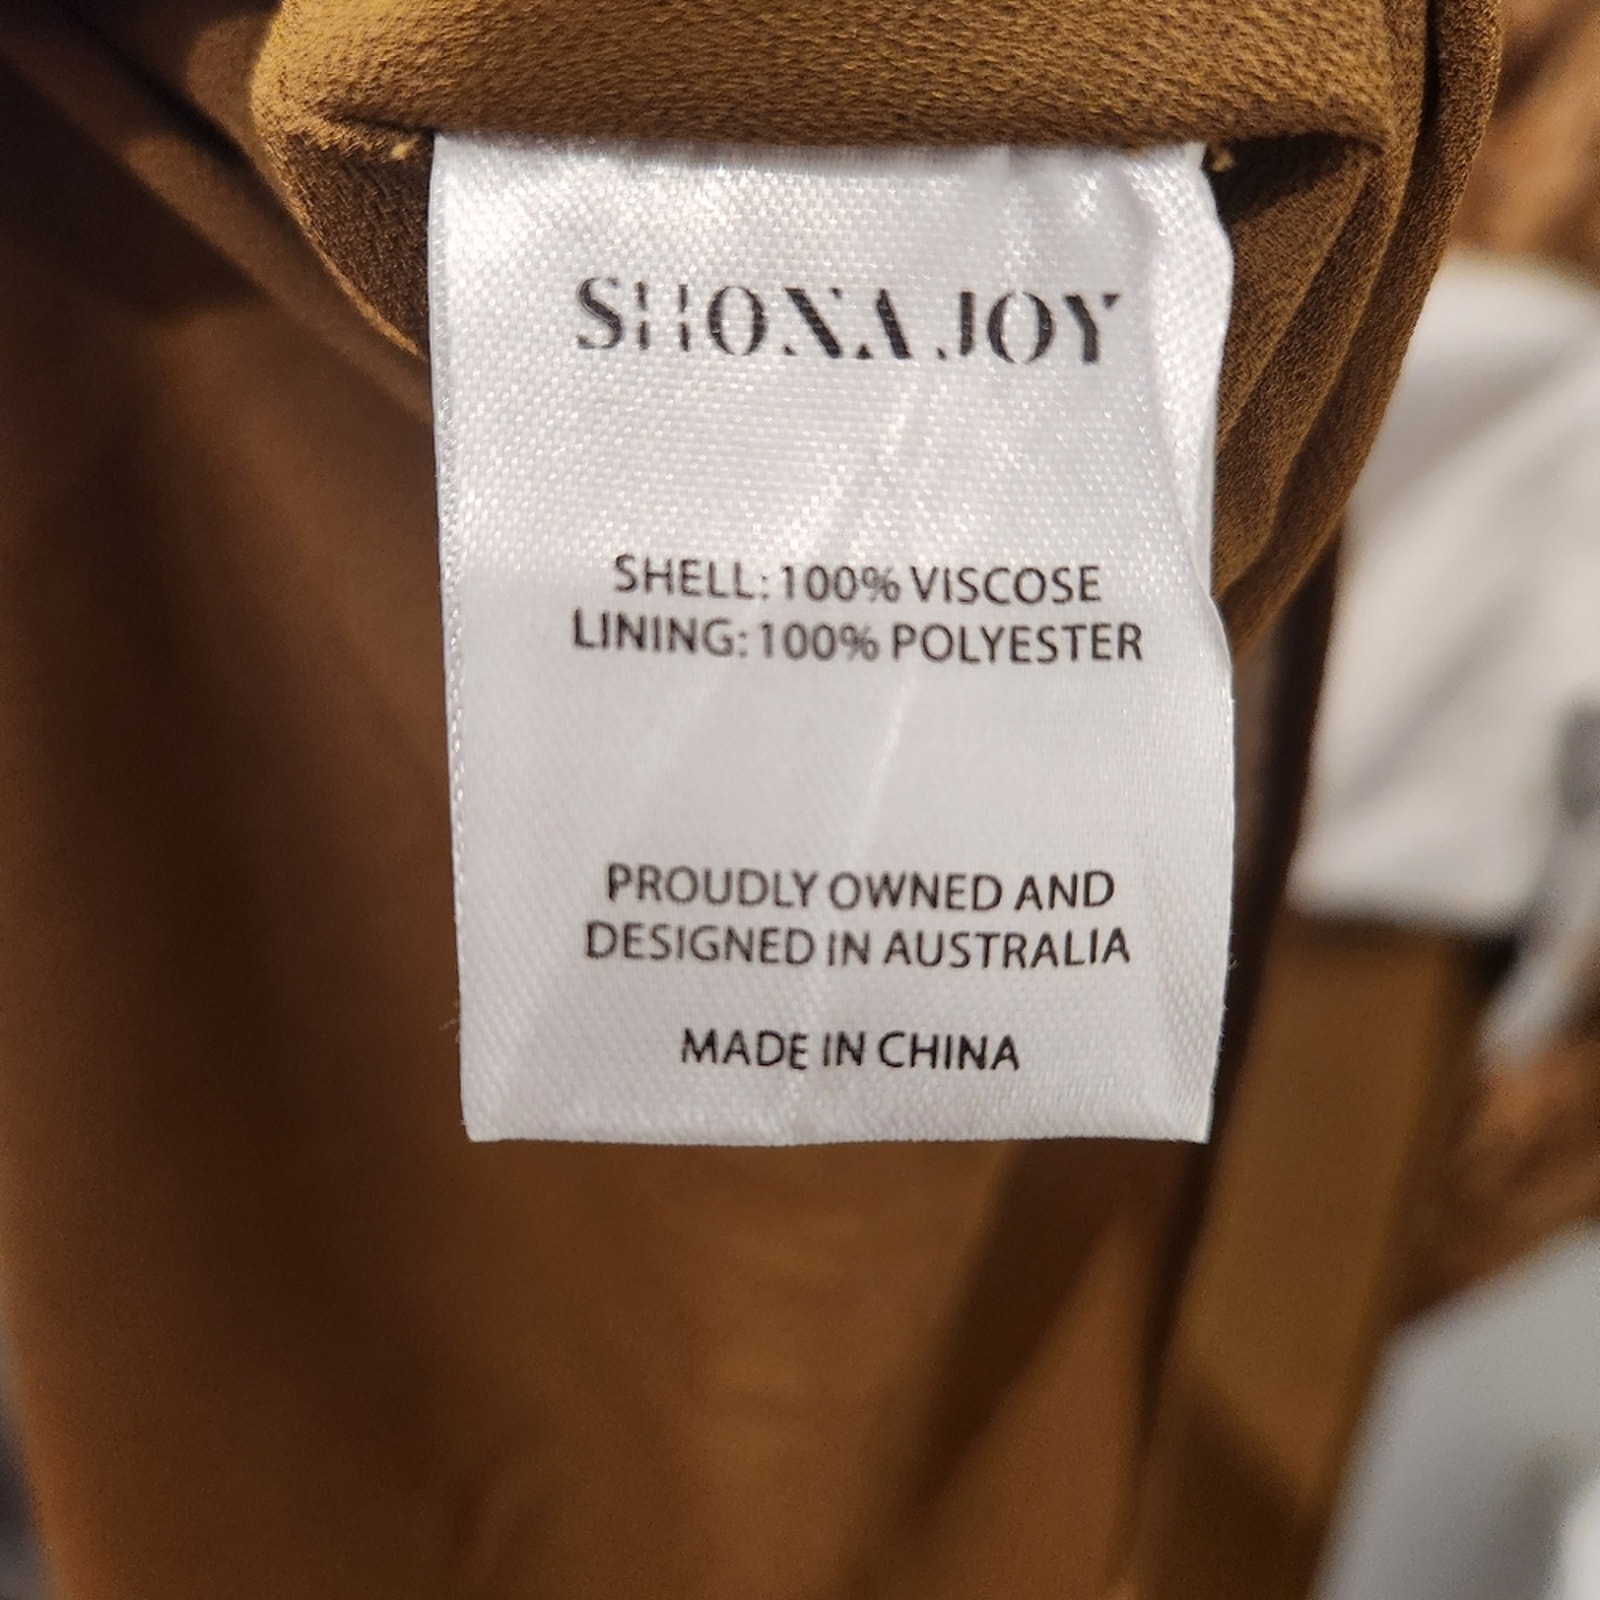 SHONA JOY
SHELL: 100% VISCOSE
LINING: 100% POLYESTER
PROUDLY OWNED AND
DESIGNED IN AUSTRALIA
MADE IN CHINA